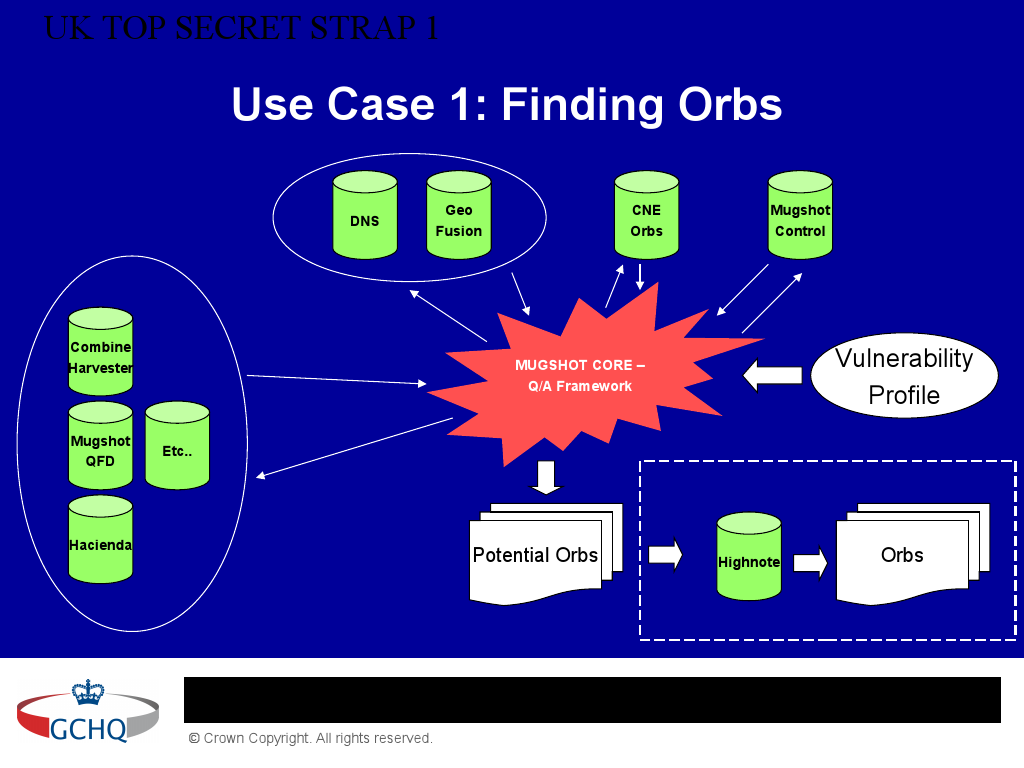 UK TOP SECRET STRAP 1
Use Case 1: Finding Orbs
DNS
Geo
Fusion
CNE
Orbs
Mugshot
Control
Combine
Harvester
Mugshot
QFD
Etc..
Hacienda
MUGSHOT CORE –
Q/A Framework
Vulnerability
Profile
Potential Orbs
Highnote
Orbs
GCHQ
© Crown Copyright. All rights reserved.